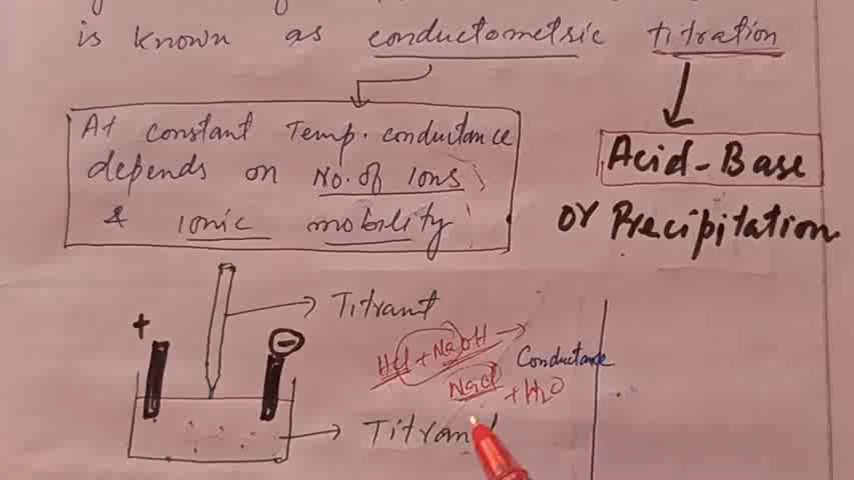 is known as conductometric titration
At constant Temp. conductance
depends on No. of Ions
& ionic mobility
Acid-Base
or Precipitation
Titrant
+
-
HCl + NaOH →
NaCl + H2O
Conductance
Titrand